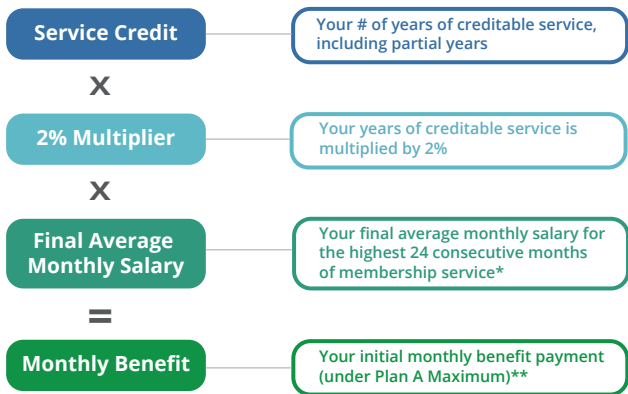 Service Credit
Your # of years of creditable service,
including partial years
X
2% Multiplier
Your years of creditable service is
multiplied by 2%
X
Final Average
Monthly Salary
Your final average monthly salary for
the highest 24 consecutive months
of membership service*
=
Monthly Benefit
Your initial monthly benefit payment
(under Plan A Maximum)**